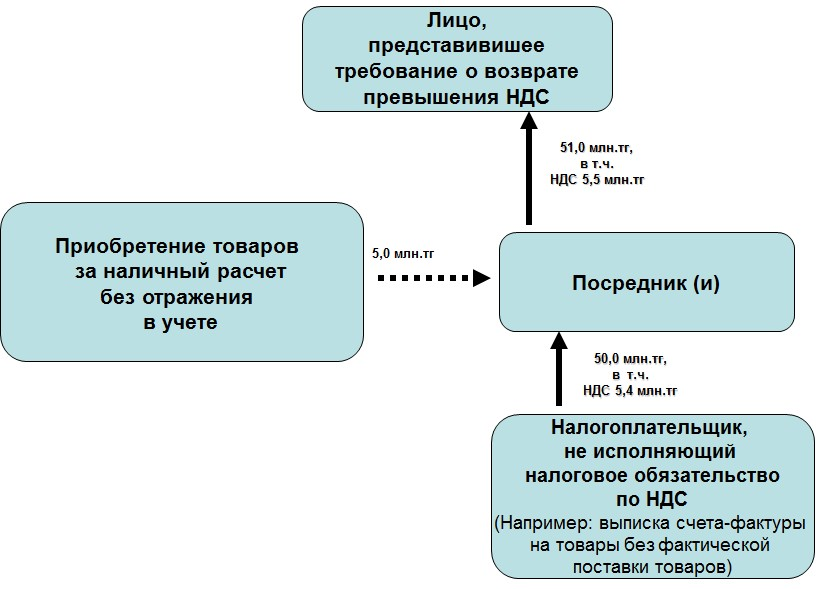 Лицо,
представивишее
требование о возврате
превышения НДС
51,0 млн.тг,
в т.ч.
НДС 5,5 млн.тг
Приобретение товаров
за наличный расчет
без отражения
в учете
5,0 млн.тг
Посредник (и)
50,0 млн.тг,
в т.ч.
НДС 5,4 млн.тг
Налогоплательщик,
не исполняющий
налоговое обязательство
по НДС
(Например: выписка счета-фактуры
на товары без фактической
поставки товаров)